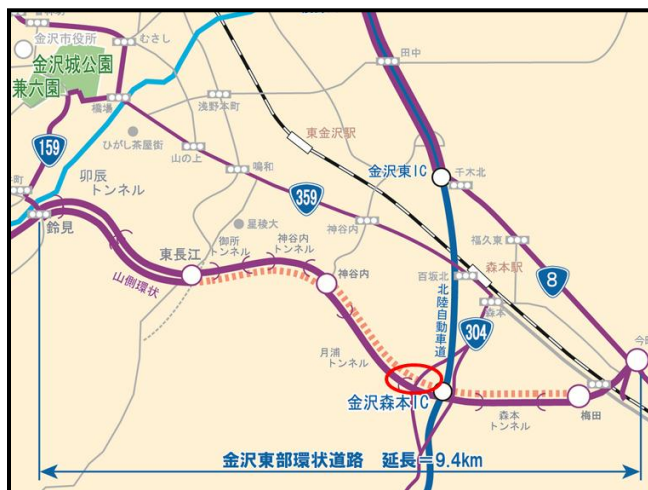 金沢市役所
むさし
金沢城公園
兼六園
橋場
田中
浅野本町
ひがし茶屋街
山の上
東金沢駅
159
鳴和
金沢東IC
千木北
卯辰
トンネル
359
鈴見
星稜大
東長江
御所
トンネル
神谷内
トンネル
神谷内
福久東
森本駅
百坂北
8
山側環状
神谷内
北陸自動車道
森本
304
月浦
トンネル
今町
金沢森本IC
森本
トンネル
梅田
金沢東部環状道路 延長=9.4km